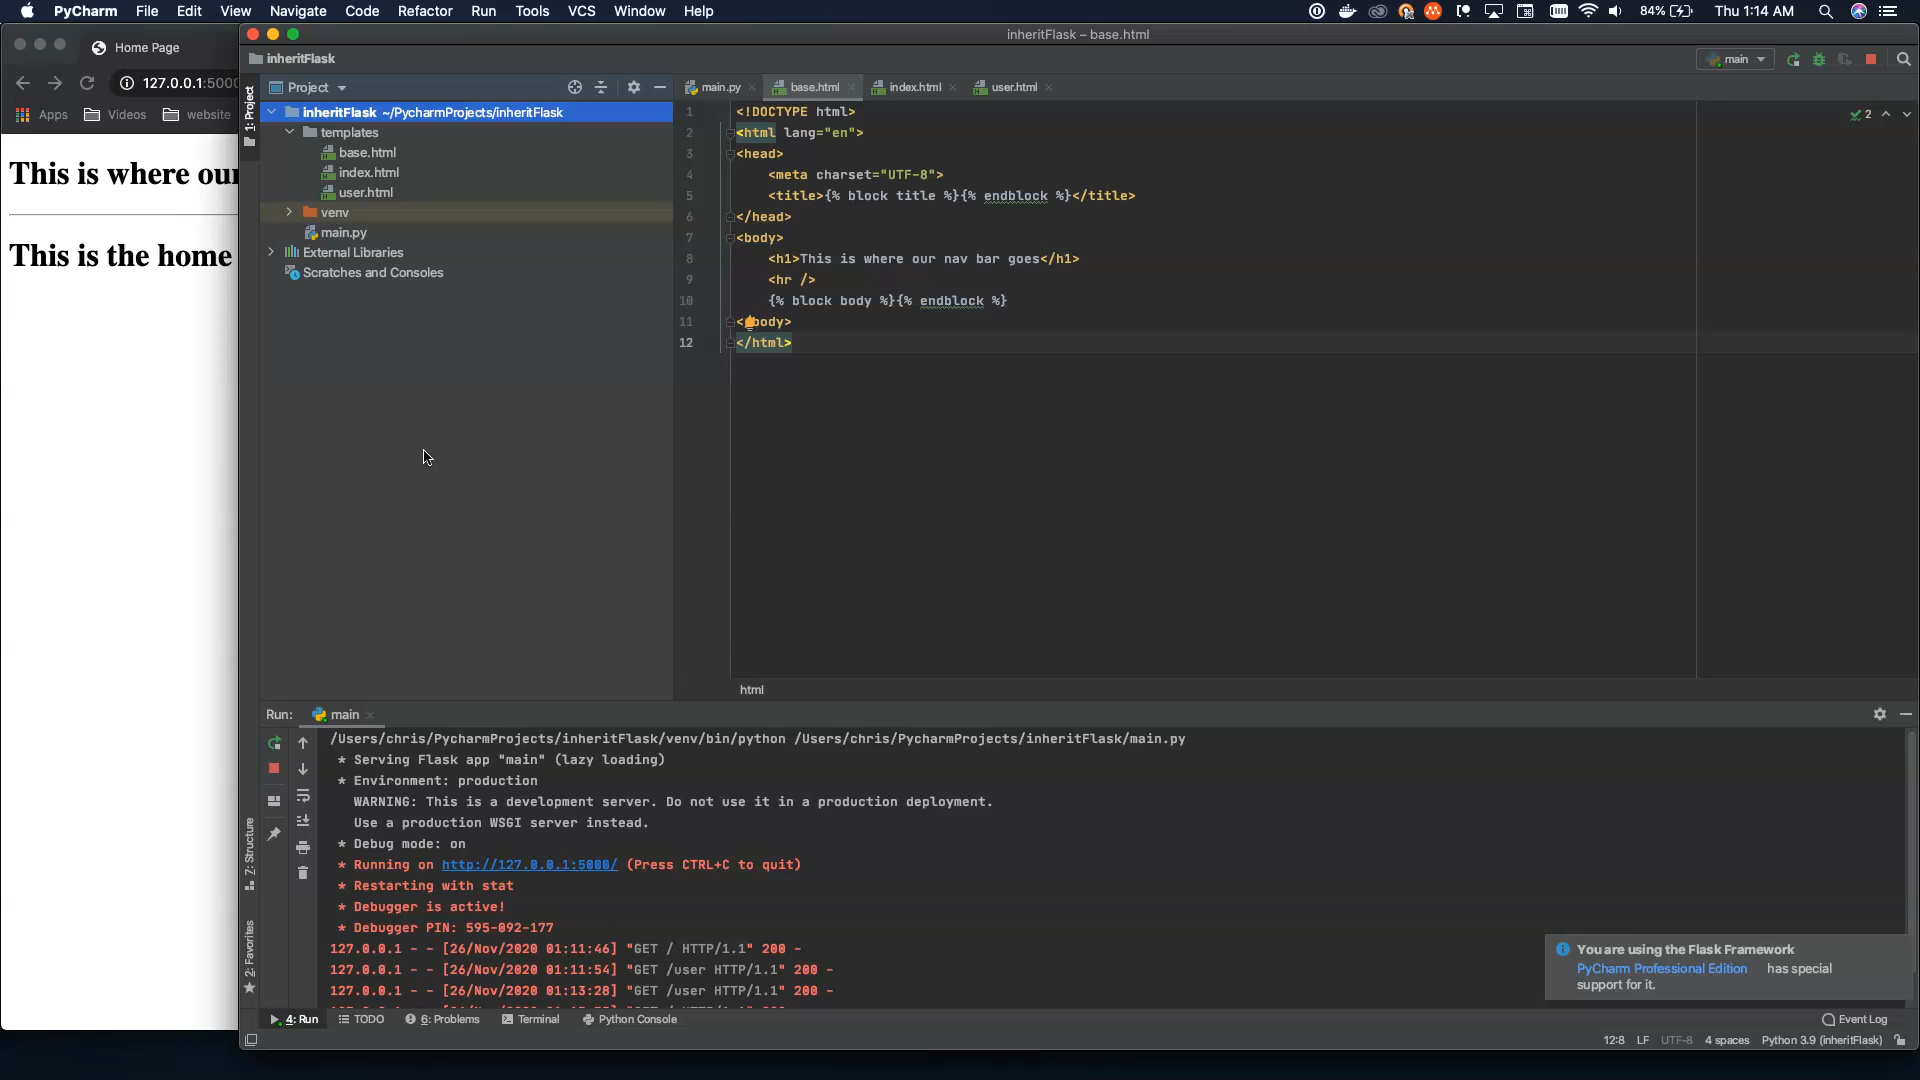 PyCharm File Edit View Navigate Code Refactor Run Tools VCS Window Help
84% Thu 1:14 AM
Home Page
127.0.0.1:5000
Apps Videos website
This is where our
This is the home
inheritFlask – base.html
inheritFlask
main
Project
1: Project
inheritFlask ~/PycharmProjects/inheritFlask
templates
base.html
index.html
user.html
venv
main.py
External Libraries
Scratches and Consoles
main.py base.html index.html user.html
2
1 <!DOCTYPE html>
2 <html lang="en">
3 <head>
4 <meta charset="UTF-8">
5 <title>{% block title %}{% endblock %}</title>
6 </head>
7 <body>
8 <h1>This is where our nav bar goes</h1>
9 <hr />
10 {% block body %}{% endblock %}
11 <body>
12 </html>
html
Run: main
/Users/chris/PycharmProjects/inheritFlask/venv/bin/python /Users/chris/PycharmProjects/inheritFlask/main.py
* Serving Flask app "main" (lazy loading)
* Environment: production
WARNING: This is a development server. Do not use it in a production deployment.
Use a production WSGI server instead.
* Debug mode: on
* Running on http://127.0.0.1:5000/ (Press CTRL+C to quit)
* Restarting with stat
* Debugger is active!
* Debugger PIN: 595-092-177
127.0.0.1 - - [26/Nov/2020 01:11:46] "GET / HTTP/1.1" 200 -
127.0.0.1 - - [26/Nov/2020 01:11:54] "GET /user HTTP/1.1" 200 -
127.0.0.1 - - [26/Nov/2020 01:13:28] "GET /user HTTP/1.1" 200 -
Z: Structure
2: Favorites
You are using the Flask Framework
PyCharm Professional Edition has special
support for it.
4: Run TODO 6: Problems Terminal Python Console
Event Log
12:8 LF UTF-8 4 spaces Python 3.9 (inheritFlask)